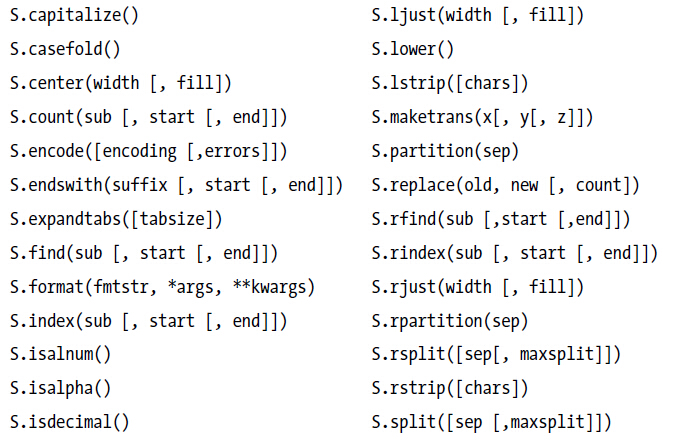 S.capitalize()
S.casefold()
S.center(width [, fill])
S.count(sub [, start [, end]])
S.encode([encoding [,errors]])
S.endswith(suffix [, start [, end]])
S.expandtabs([tabsize])
S.find(sub [, start [, end]])
S.format(fmtstr, *args, **kwargs)
S.index(sub [, start [, end]])
S.isalnum()
S.isalpha()
S.isdecimal()
S.ljust(width [, fill])
S.lower()
S.lstrip([chars])
S.maketrans(x[, y[, z]])
S.partition(sep)
S.replace(old, new [, count])
S.rfind(sub [,start [,end]])
S.rindex(sub [, start [, end]])
S.rjust(width [, fill])
S.rpartition(sep)
S.rsplit([sep[, maxsplit]])
S.rstrip([chars])
S.split([sep [,maxsplit]])